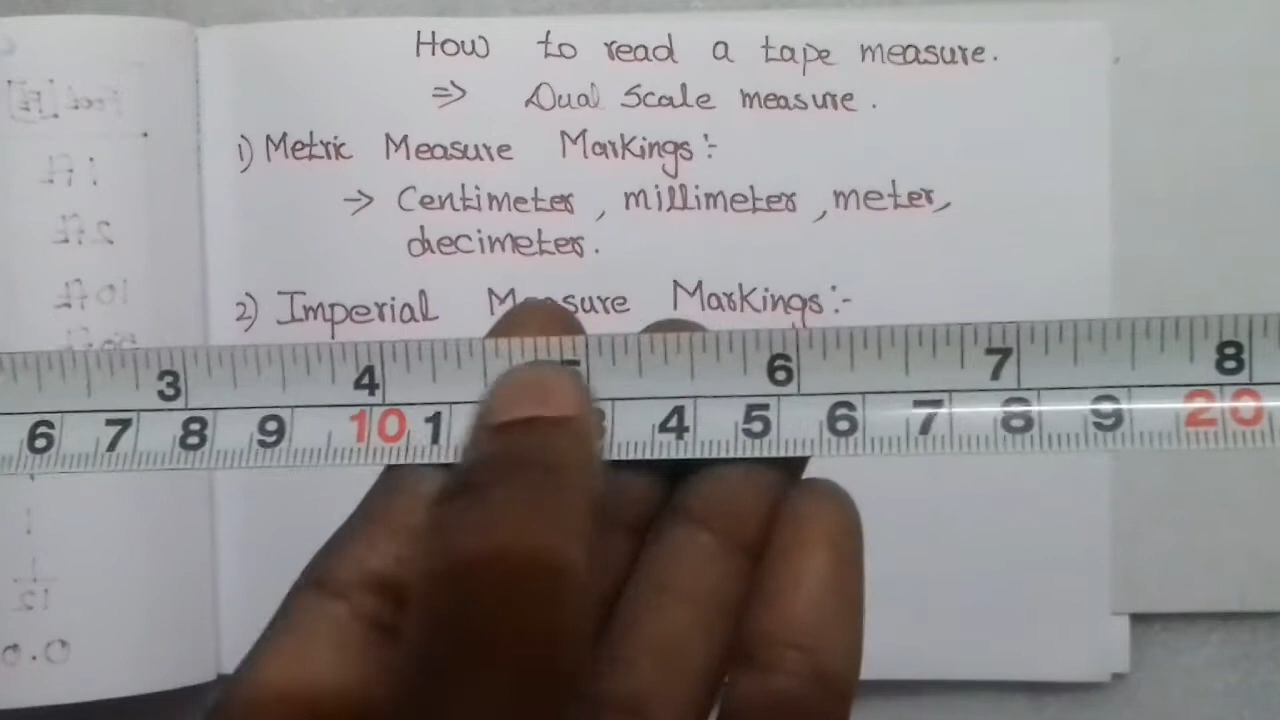 How to read a tape measure.
⇒ Dual Scale measure.
1) Metric Measure Markings:-
→ Centimeter, millimeter, meter,
decimeter.
2) Imperial Measure Markings:-
3 4 6 7 8
6 7 8 9 10 1 4 5 6 7 8 9 20